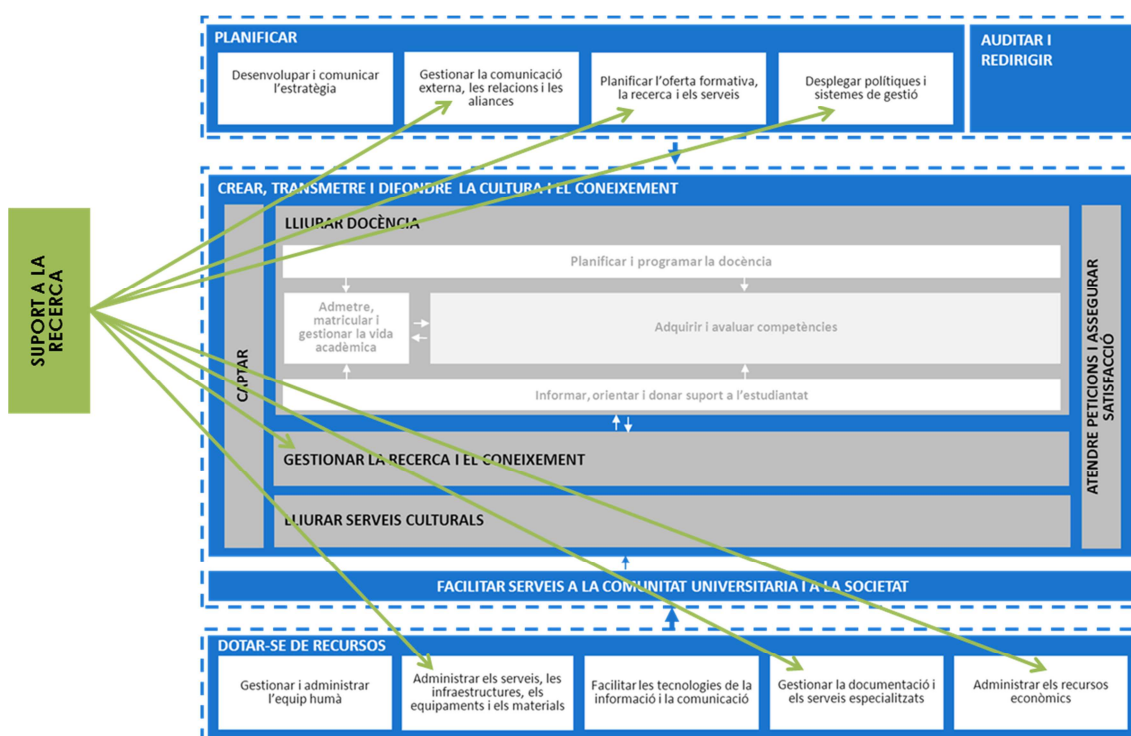 PLANIFICAR
Desenvolupar i comunicar
l'estratègia
Gestionar la comunicació
externa, les relacions i les
aliances
Planificar l'oferta formativa,
la recerca i els serveis
Desplegar polítiques i
sistemes de gestió
AUDITAR I
REDIRIGIR
SUPORT A LA
RECERCA
CREAR, TRANSMETRE I DIFONDRE LA CULTURA I EL CONEIXEMENT
CAPTAR
LLIURAR DOCÈNCIA
Planificar i programar la docència
Admetre,
matricular i
gestionar la vida
acadèmica
Adquirir i avaluar competències
Informar, orientar i donar suport a l'estudiantat
GESTIONAR LA RECERCA I EL CONEIXEMENT
LLIURAR SERVEIS CULTURALS
ATENDRE PETICIONS I ASSEGURAR
SATISFACCIÓ
FACILITAR SERVEIS A LA COMUNITAT UNIVERSITARIA I A LA SOCIETAT
DOTAR-SE DE RECURSOS
Gestionar i administrar
l'equip humà
Administrar els serveis, les
infraestructures, els
equipaments i els materials
Facilitar les tecnologies de la
informació i la comunicació
Gestionar la documentació i
els serveis especialitzats
Administrar els recursos
econòmics